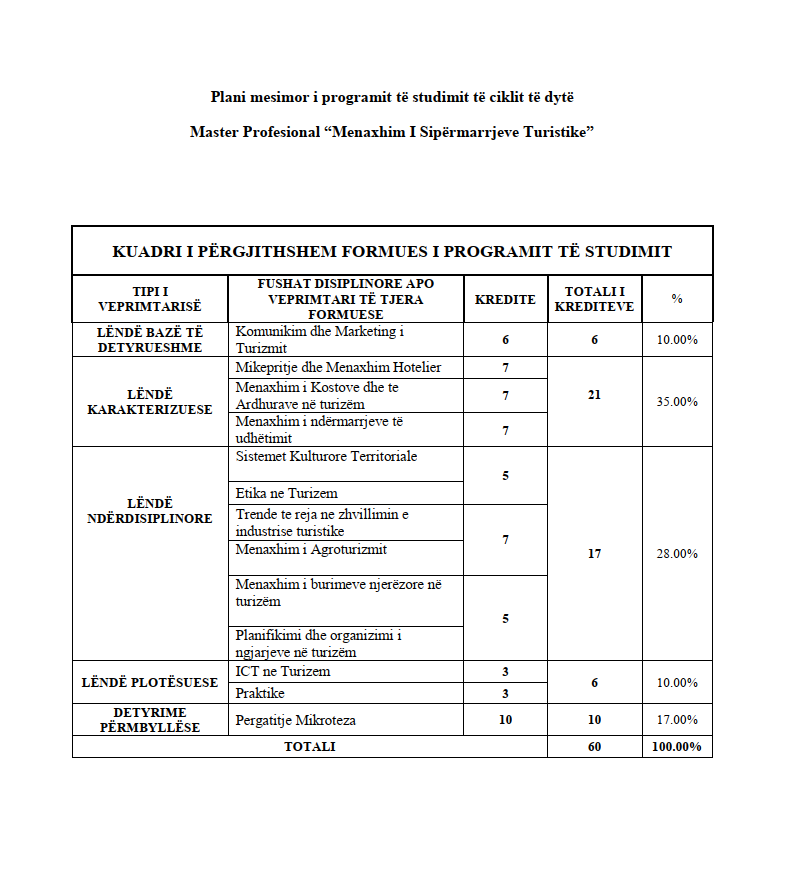 Plani mesimor i programit të studimit të ciklit të dytë
Master Profesional “Menaxhim I Sipërmarrjeve Turistike”
KUADRI I PËRGJITHSHEM FORMUES I PROGRAMIT TË STUDIMIT
TIPI I
VEPRIMTARISË
FUSHAT DISIPLINORE APO
VEPRIMTARI TË TJERA
FORMUESE
KREDITE
TOTALI I
KREDITEVE
%
LËNDË BAZË TË
DETYRUESHME
Komunikim dhe Marketing i
Turizmit
6
6
10.00%
LËNDË
KARAKTERIZUESE
Mikepritje dhe Menaxhim Hotelier
7
Menaxhim i Kostove dhe te
Ardhurave në turizëm
7
Menaxhim i ndërmarrjeve të
udhëtimit
7
21
35.00%
LËNDË
NDËRDISIPLINORE
Sistemet Kulturore Territoriale
Etika ne Turizem
5
Trende te reja ne zhvillimin e
industrise turistike
Menaxhimi i Agroturizmit
7
Menaxhimi i burimeve njerëzore në
turizëm
Planifikimi dhe organizimi i
ngjarjeve në turizëm
5
17
28.00%
LËNDË PLOTËSUESE
ICT ne Turizem
3
Praktike
3
6
10.00%
DETYRIME
PËRMBYLLËSE
Pergatitje Mikroteza
10
10
17.00%
TOTALI
60
100.00%